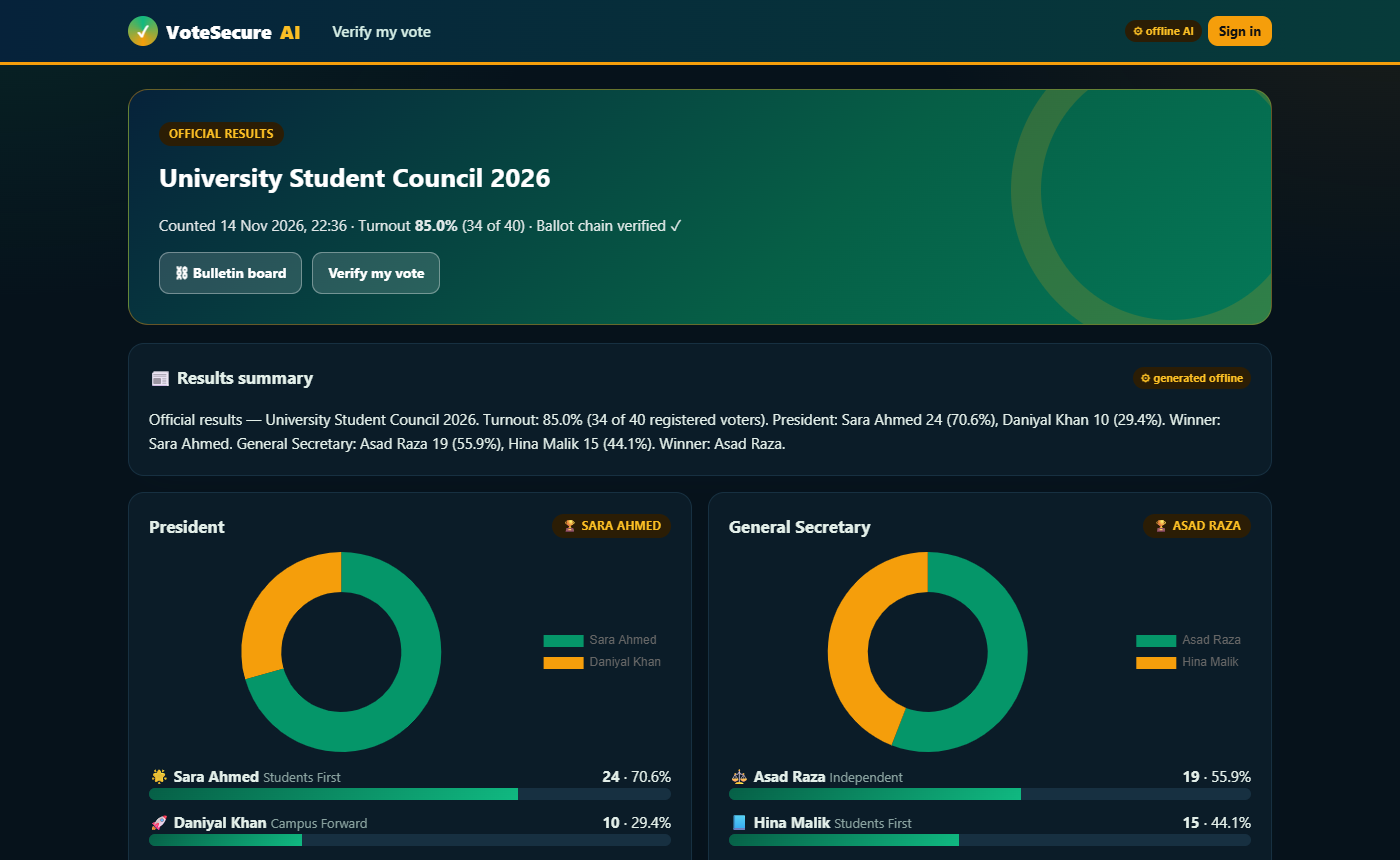 VoteSecure AI
Verify my vote
offline AI
Sign in
OFFICIAL RESULTS
University Student Council 2026
Counted 14 Nov 2026, 22:36 · Turnout 85.0% (34 of 40) · Ballot chain verified ✓
Bulletin board
Verify my vote
Results summary
generated offline
Official results — University Student Council 2026. Turnout: 85.0% (34 of 40 registered voters). President: Sara Ahmed 24 (70.6%), Daniyal Khan 10 (29.4%). Winner:
Sara Ahmed. General Secretary: Asad Raza 19 (55.9%), Hina Malik 15 (44.1%). Winner: Asad Raza.
President
SARA AHMED
Sara Ahmed
Daniyal Khan
Sara Ahmed Students First 24 · 70.6%
Daniyal Khan Campus Forward 10 · 29.4%
General Secretary
ASAD RAZA
Asad Raza
Hina Malik
Asad Raza Independent 19 · 55.9%
Hina Malik Students First 15 · 44.1%